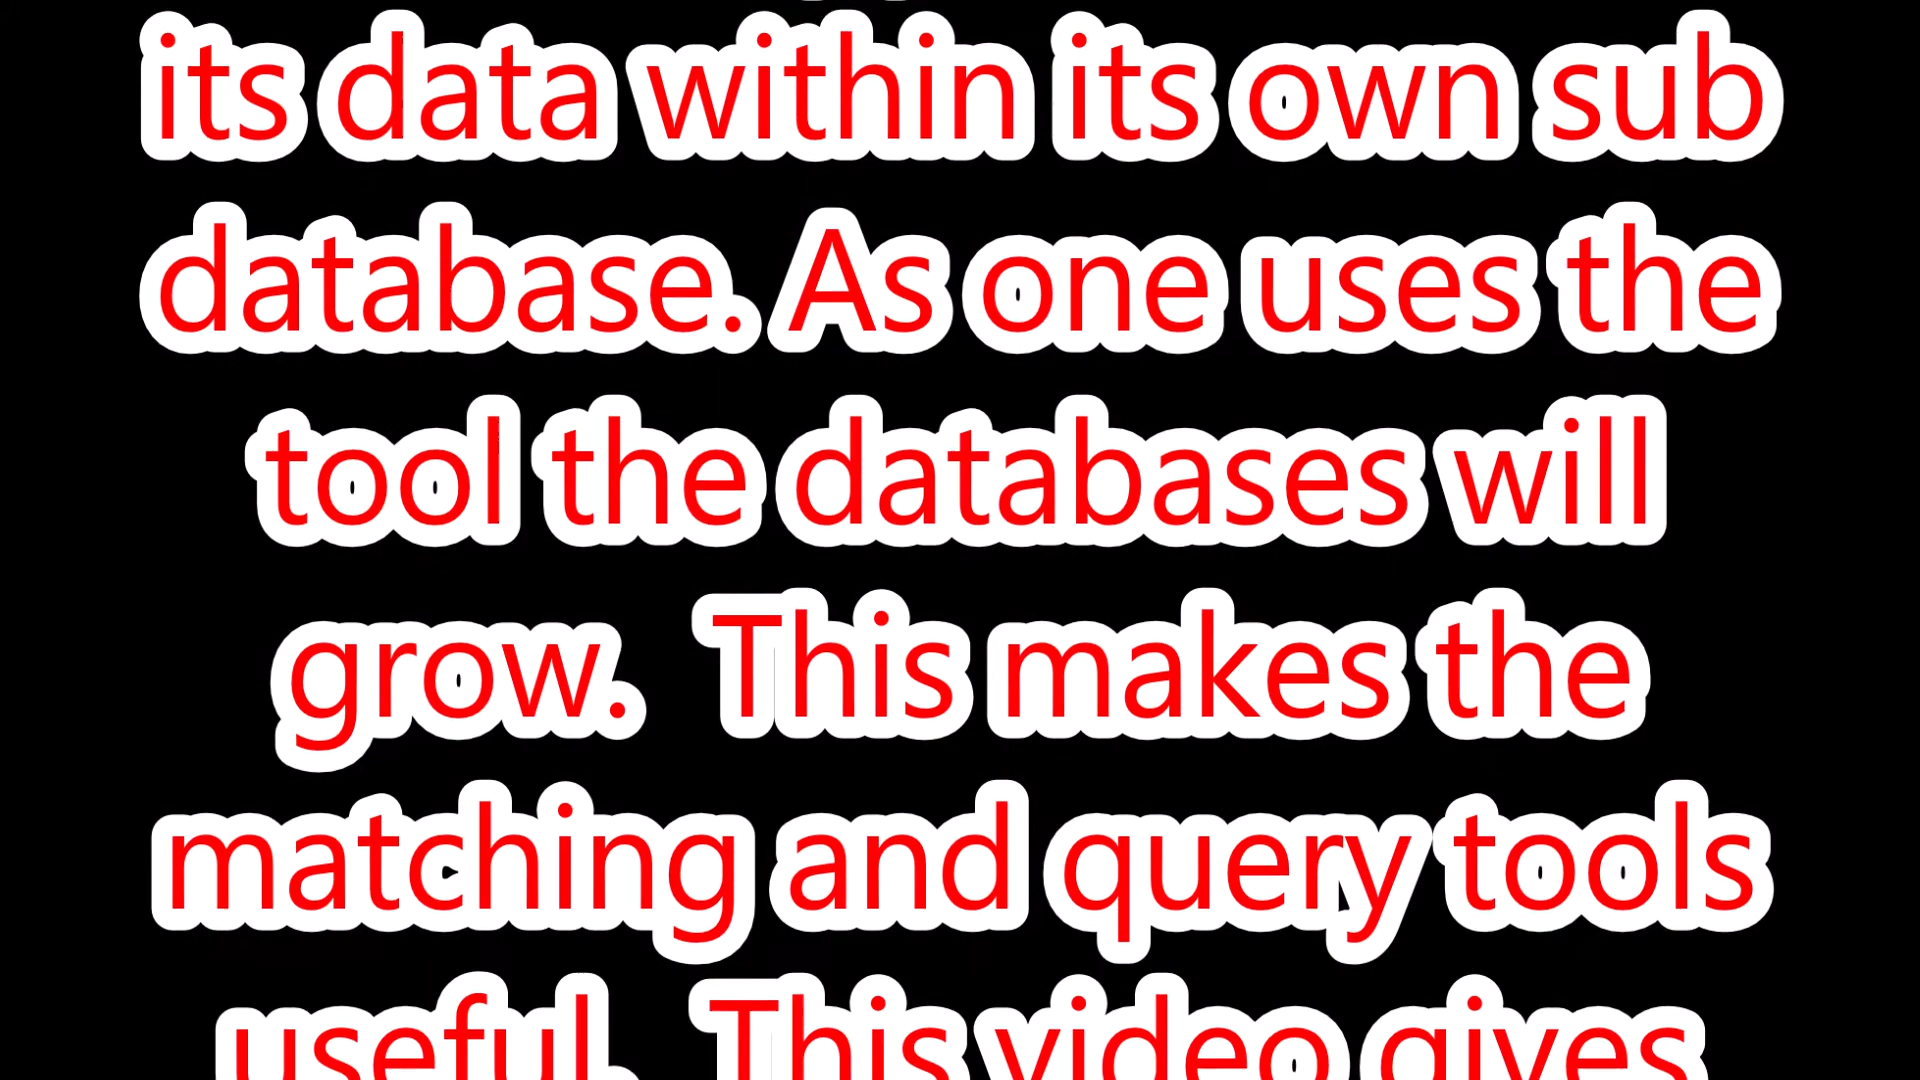 its data within its own sub
database. As one uses the
tool the databases will
grow.  This makes the
matching and query tools
useful.  This video gives